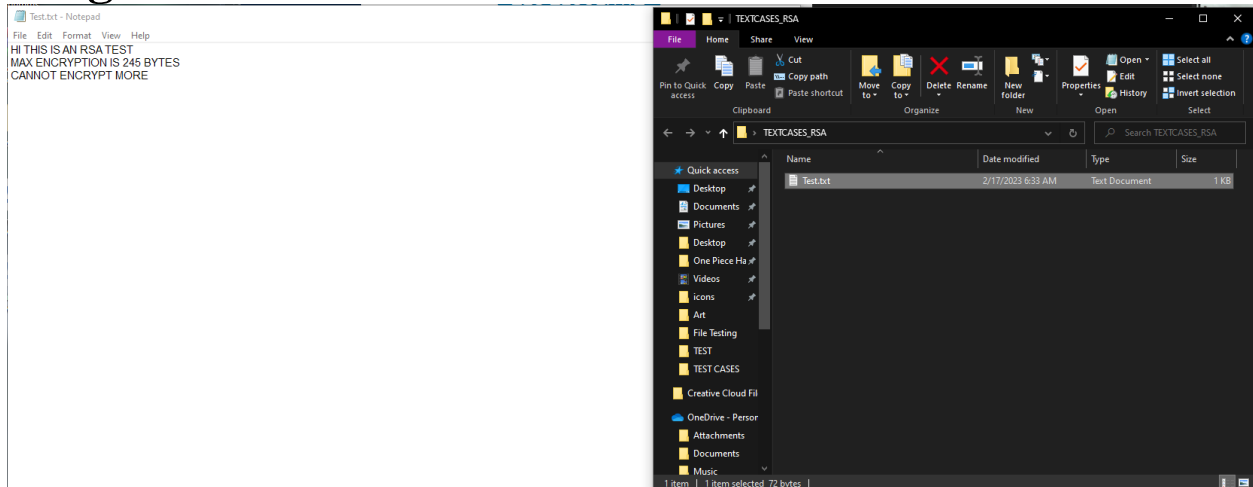 Test.txt - Notepad
File Edit Format View Help
HI THIS IS AN RSA TEST
MAX ENCRYPTION IS 245 BYTES
CANNOT ENCRYPT MORE
TEXTCASES_RSA
File Home Share View
Pin to Quick access
Copy
Paste
Cut
Copy path
Paste shortcut
Clipboard
Move to
Copy to
Delete
Rename
Organize
New folder
New
Properties
Open
Edit
History
Open
Select all
Select none
Invert selection
Select
TEXTCASES_RSA
Search TEXTCASES_RSA
Name Date modified Type Size
Test.txt 2/17/2023 6:33 AM Text Document 1 KB
Quick access
Desktop
Documents
Pictures
Desktop
One Piece Ha
Videos
icons
Art
File Testing
TEST
TEST CASES
Creative Cloud Fil
OneDrive - Person
Attachments
Documents
Music
1 item 1 item selected 72 bytes